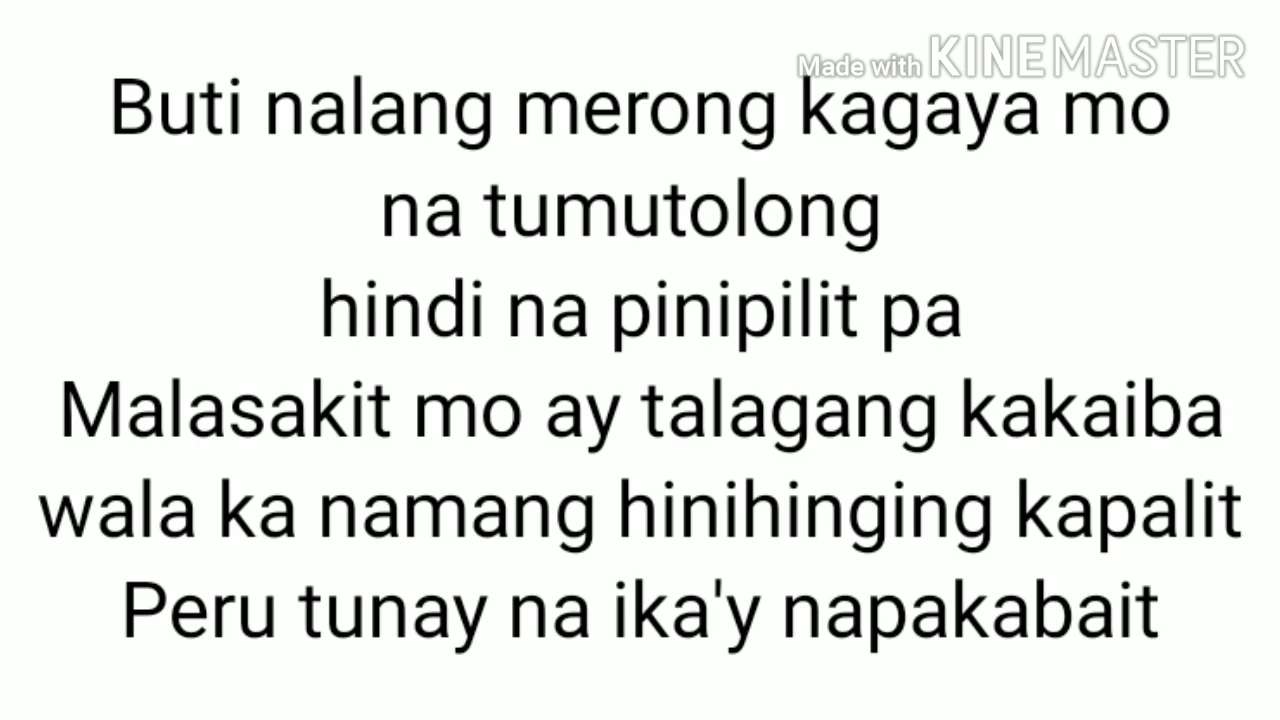 Made with KINEMASTER
Buti nalang merong kagaya mo
na tumutolong
hindi na pinipilit pa
Malasakit mo ay talagang kakaiba
wala ka namang hinihinging kapalit
Peru tunay na ika'y napakabait